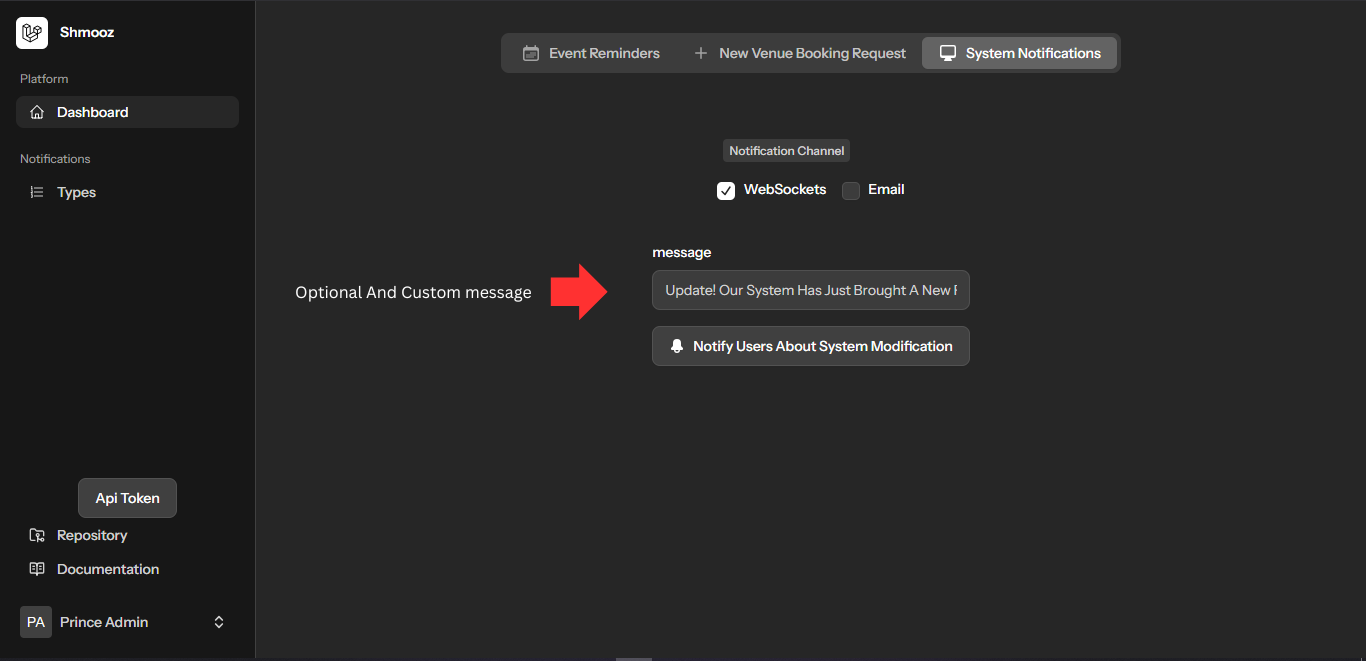 Shmooz
Platform
Dashboard
Notifications
Types
Api Token
Repository
Documentation
PA Prince Admin
Event Reminders New Venue Booking Request System Notifications
Notification Channel
WebSockets Email
message
Optional And Custom message
Update! Our System Has Just Brought A New
Notify Users About System Modification